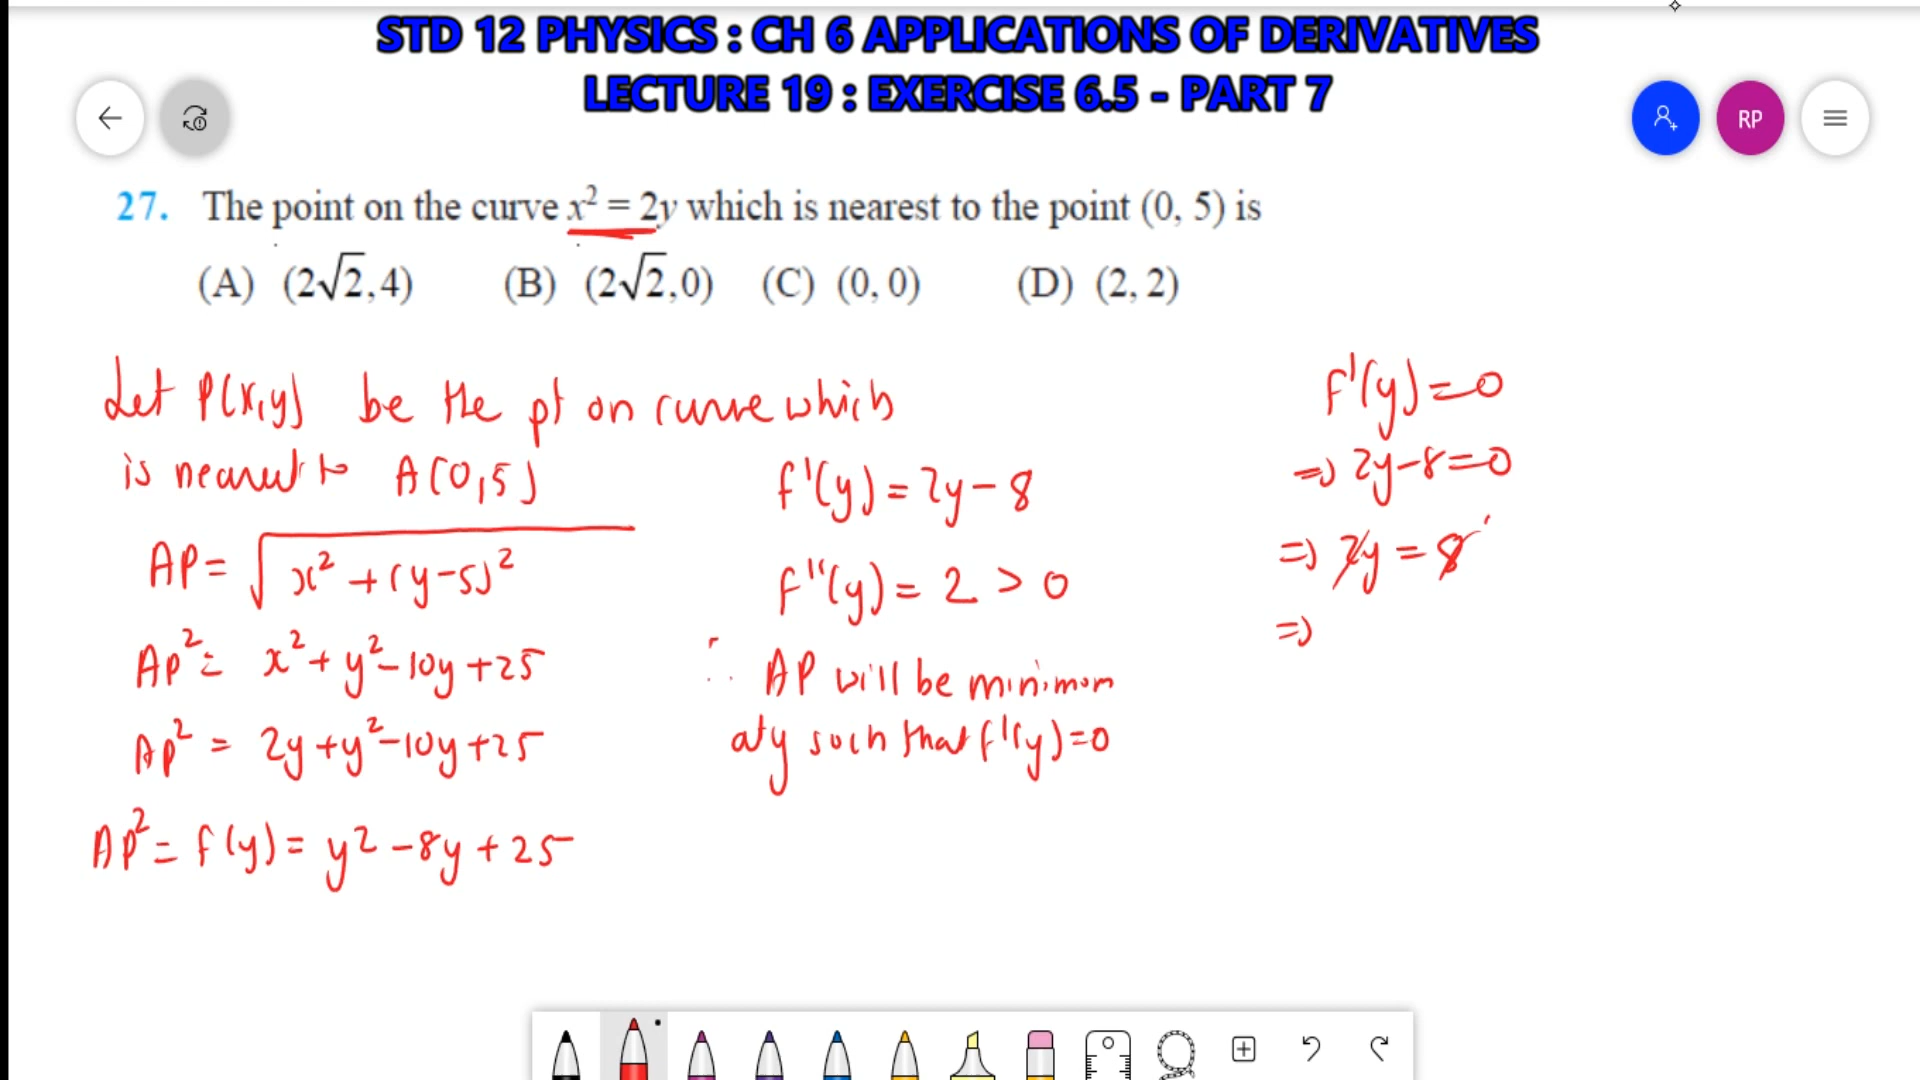 STD 12 PHYSICS : CH 6 APPLICATIONS OF DERIVATIVES
LECTURE 19 : EXERCISE 6.5 - PART 7
RP
27. The point on the curve x² = 2y which is nearest to the point (0, 5) is
(A) (2√2,4) (B) (2√2,0) (C) (0, 0) (D) (2, 2)
Let P(x,y) be the pt on curve which
is nearest to A(0,5)
AP = √x² + (y-5)²
AP² = x² + y² - 10y + 25
AP² = 2y + y² - 10y + 25
AP² = f(y) = y² - 8y + 25
f'(y) = 2y - 8
f''(y) = 2 > 0
∴ AP will be minimum
at y such that f'(y) = 0
f'(y) = 0
⇒ 2y - 8 = 0
⇒ 2y = 8
⇒